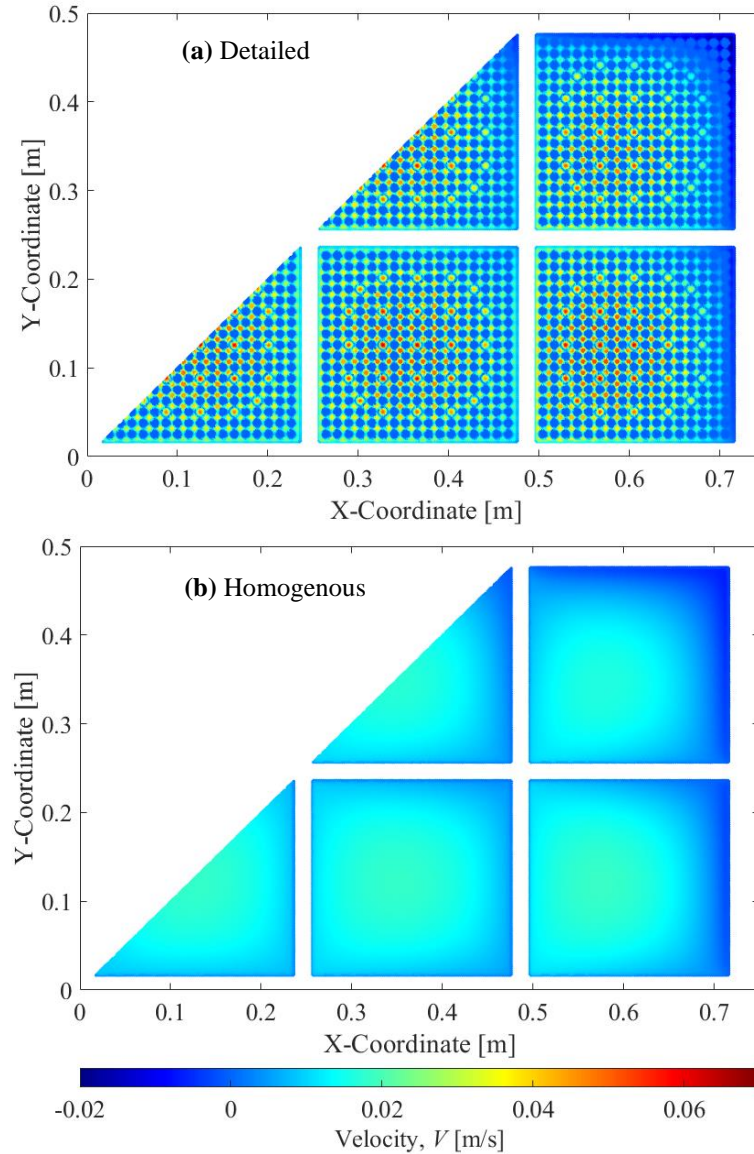 0.5
(a) Detailed
0.4
0.3
0.2
0.1
0
Y-Coordinate [m]
0 0.1 0.2 0.3 0.4 0.5 0.6 0.7
X-Coordinate [m]
0.5
(b) Homogenous
0.4
0.3
0.2
0.1
0
Y-Coordinate [m]
0 0.1 0.2 0.3 0.4 0.5 0.6 0.7
X-Coordinate [m]
-0.02 0 0.02 0.04 0.06
Velocity, V [m/s]